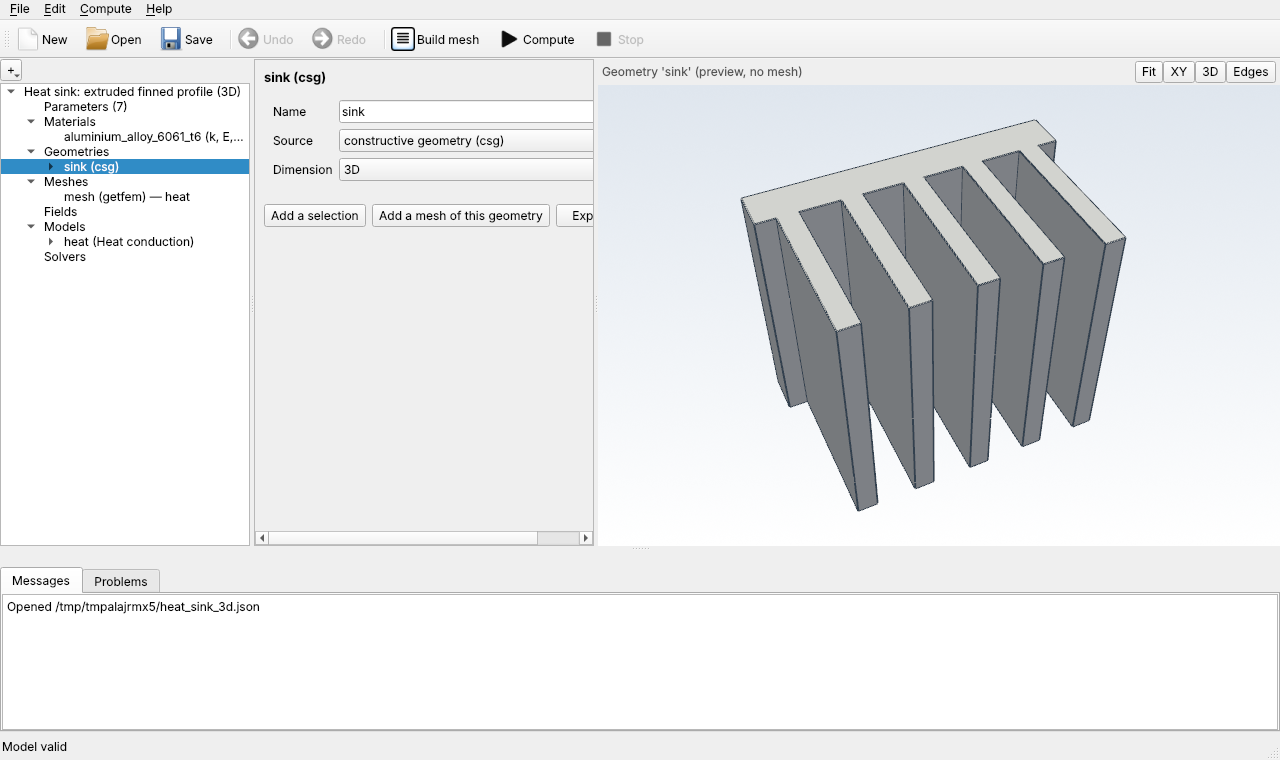 File Edit Compute Help
New Open Save Undo Redo Build mesh Compute Stop
+
Heat sink: extruded finned profile (3D)
Parameters (7)
Materials
aluminium_alloy_6061_t6 (k, E,...
Geometries
sink (csg)
Meshes
mesh (getfem) — heat
Fields
Models
heat (Heat conduction)
Solvers
sink (csg)
Name sink
Source constructive geometry (csg)
Dimension 3D
Add a selection Add a mesh of this geometry Exp
Geometry 'sink' (preview, no mesh) Fit XY 3D Edges
Messages Problems
Opened /tmp/tmpalajrmx5/heat_sink_3d.json
Model valid